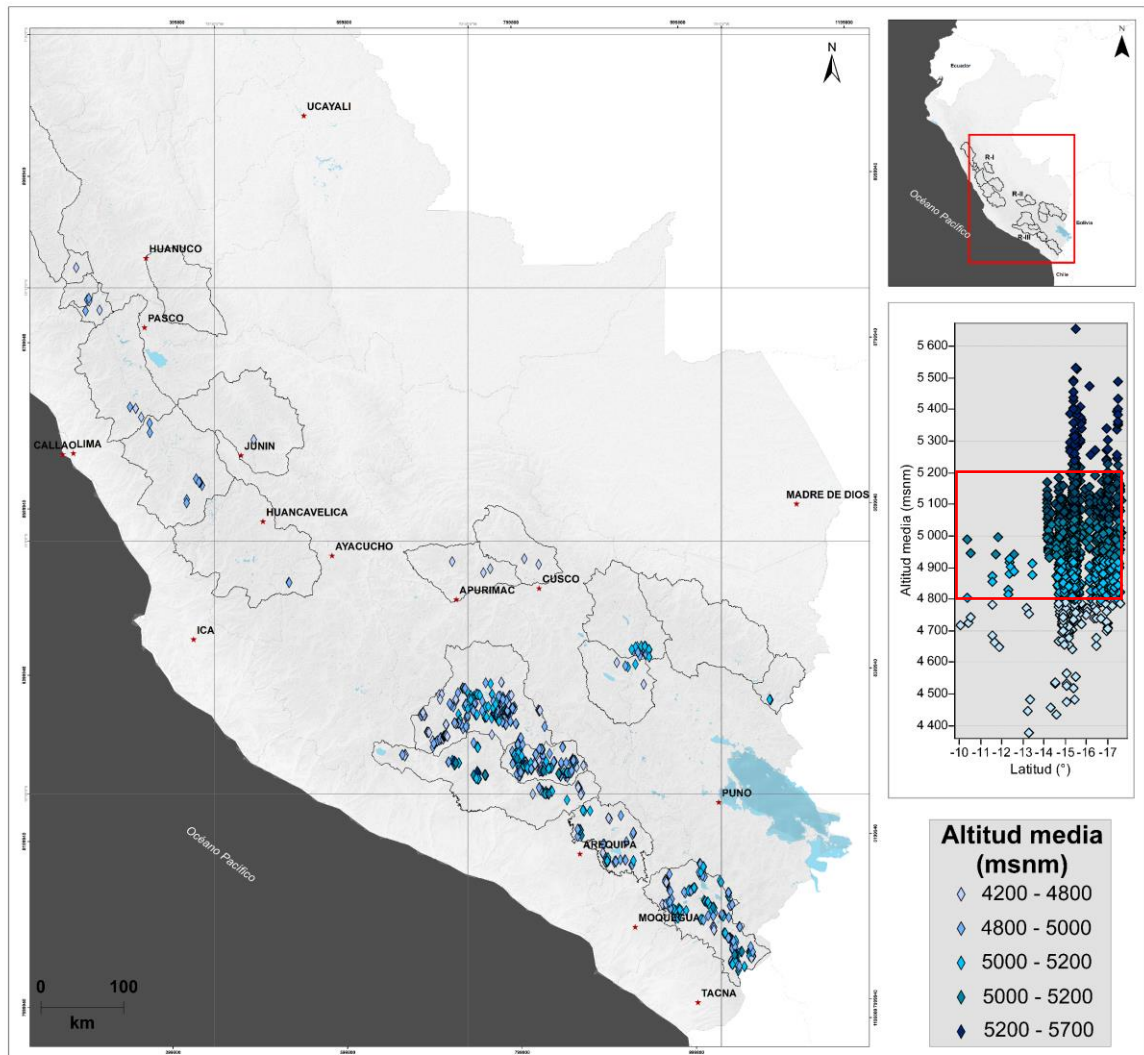 N
UCAYALI
HUANUCO
PASCO
CALLAO
LIMA
JUNIN
MADRE DE DIOS
HUANCAVELICA
AYACUCHO
CUSCO
APURIMAC
ICA
PUNO
Océano Pacífico
AREQUIPA
MOQUEGUA
TACNA
0 100
km
N
Ecuador
R-I
R-II
Océano Pacífico
Bolivia
R-III
Chile
Altitud media (msnm)
5 600
5 500
5 400
5 300
5 200
5 100
5 000
4 900
4 800
4 700
4 600
4 500
4 400
-10 -11 -12 -13 -14 -15 -16 -17
Latitud (°)
Altitud media
(msnm)
4200 - 4800
4800 - 5000
5000 - 5200
5000 - 5200
5200 - 5700